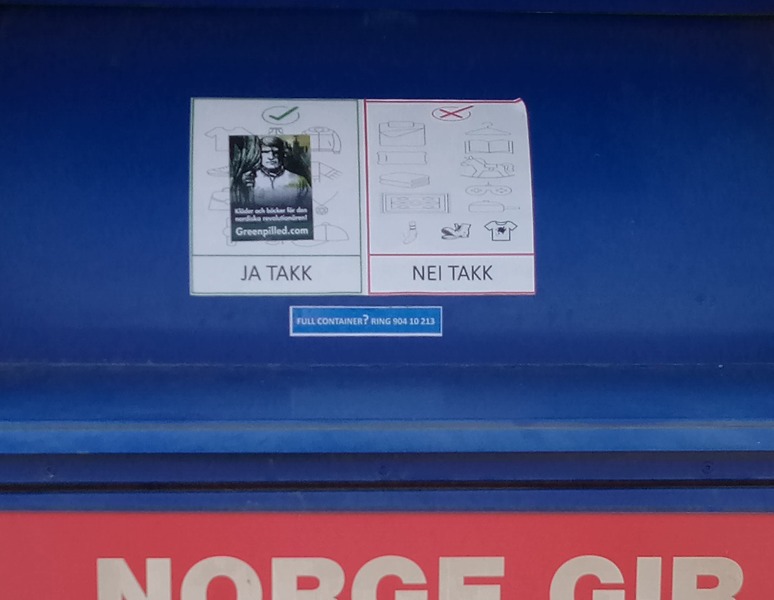 Kläder och böcker för den
nordiska revolutionären!
Greenpilled.com
JA TAKK
NEI TAKK
FULL CONTAINER? RING 904 10 213
NORGE GIR